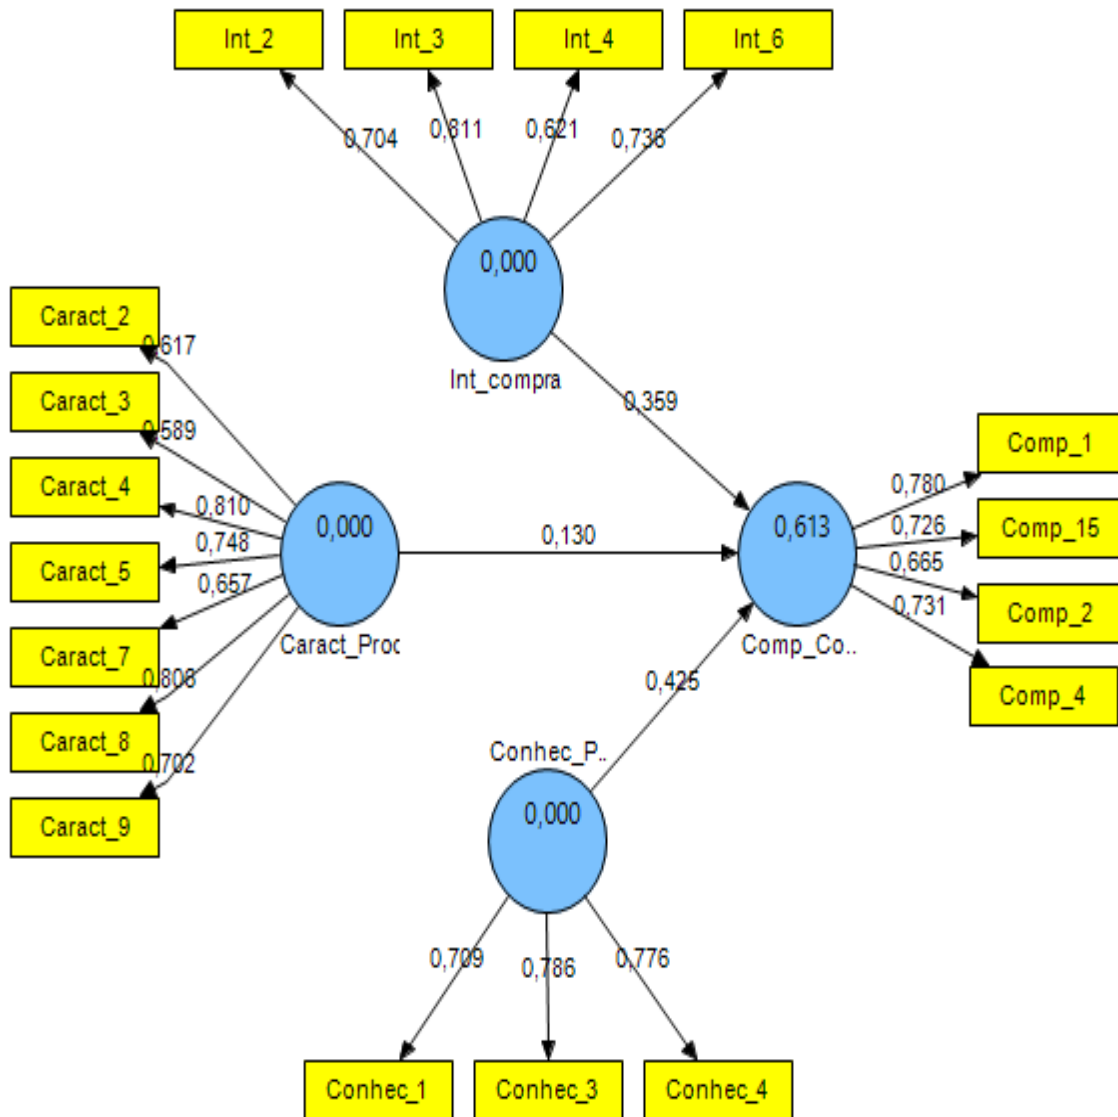 Int_2
Int_3
Int_4
Int_6
0,704
0,811
0,621
0,736
0,000
Int_compra
0,359
Caract_2
Caract_3
Caract_4
Caract_5
Caract_7
Caract_8
Caract_9
0,617
0,589
0,810
0,748
0,657
0,808
0,702
0,000
Caract_Proc
0,130
0,613
Comp_Co..
0,780
0,726
0,665
0,731
Comp_1
Comp_15
Comp_2
Comp_4
0,425
Conhec_P..
0,000
0,709
0,786
0,776
Conhec_1
Conhec_3
Conhec_4